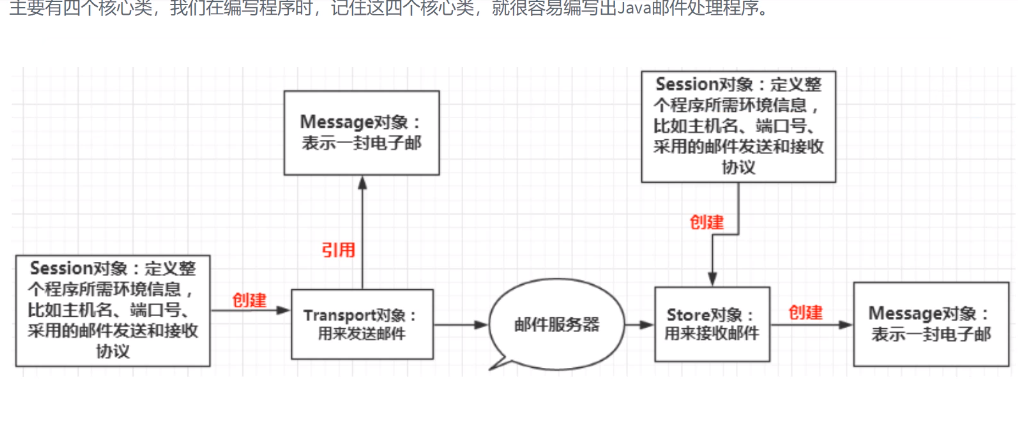 主要有四个核心类，我们在编写程序时，记住这四个核心类，就很容易编写出Java邮件处理程序。
Message对象：
表示一封电子邮
Session对象：定义整
个程序所需环境信息，
比如主机名、端口号、
采用的邮件发送和接收
协议
创建
引用
Session对象：定义整
个程序所需环境信息，
比如主机名、端口号、
采用的邮件发送和接收
协议
创建
Transport对象：
用来发送邮件
邮件服务器
Store对象：
用来接收邮件
创建
Message对象：
表示一封电子邮